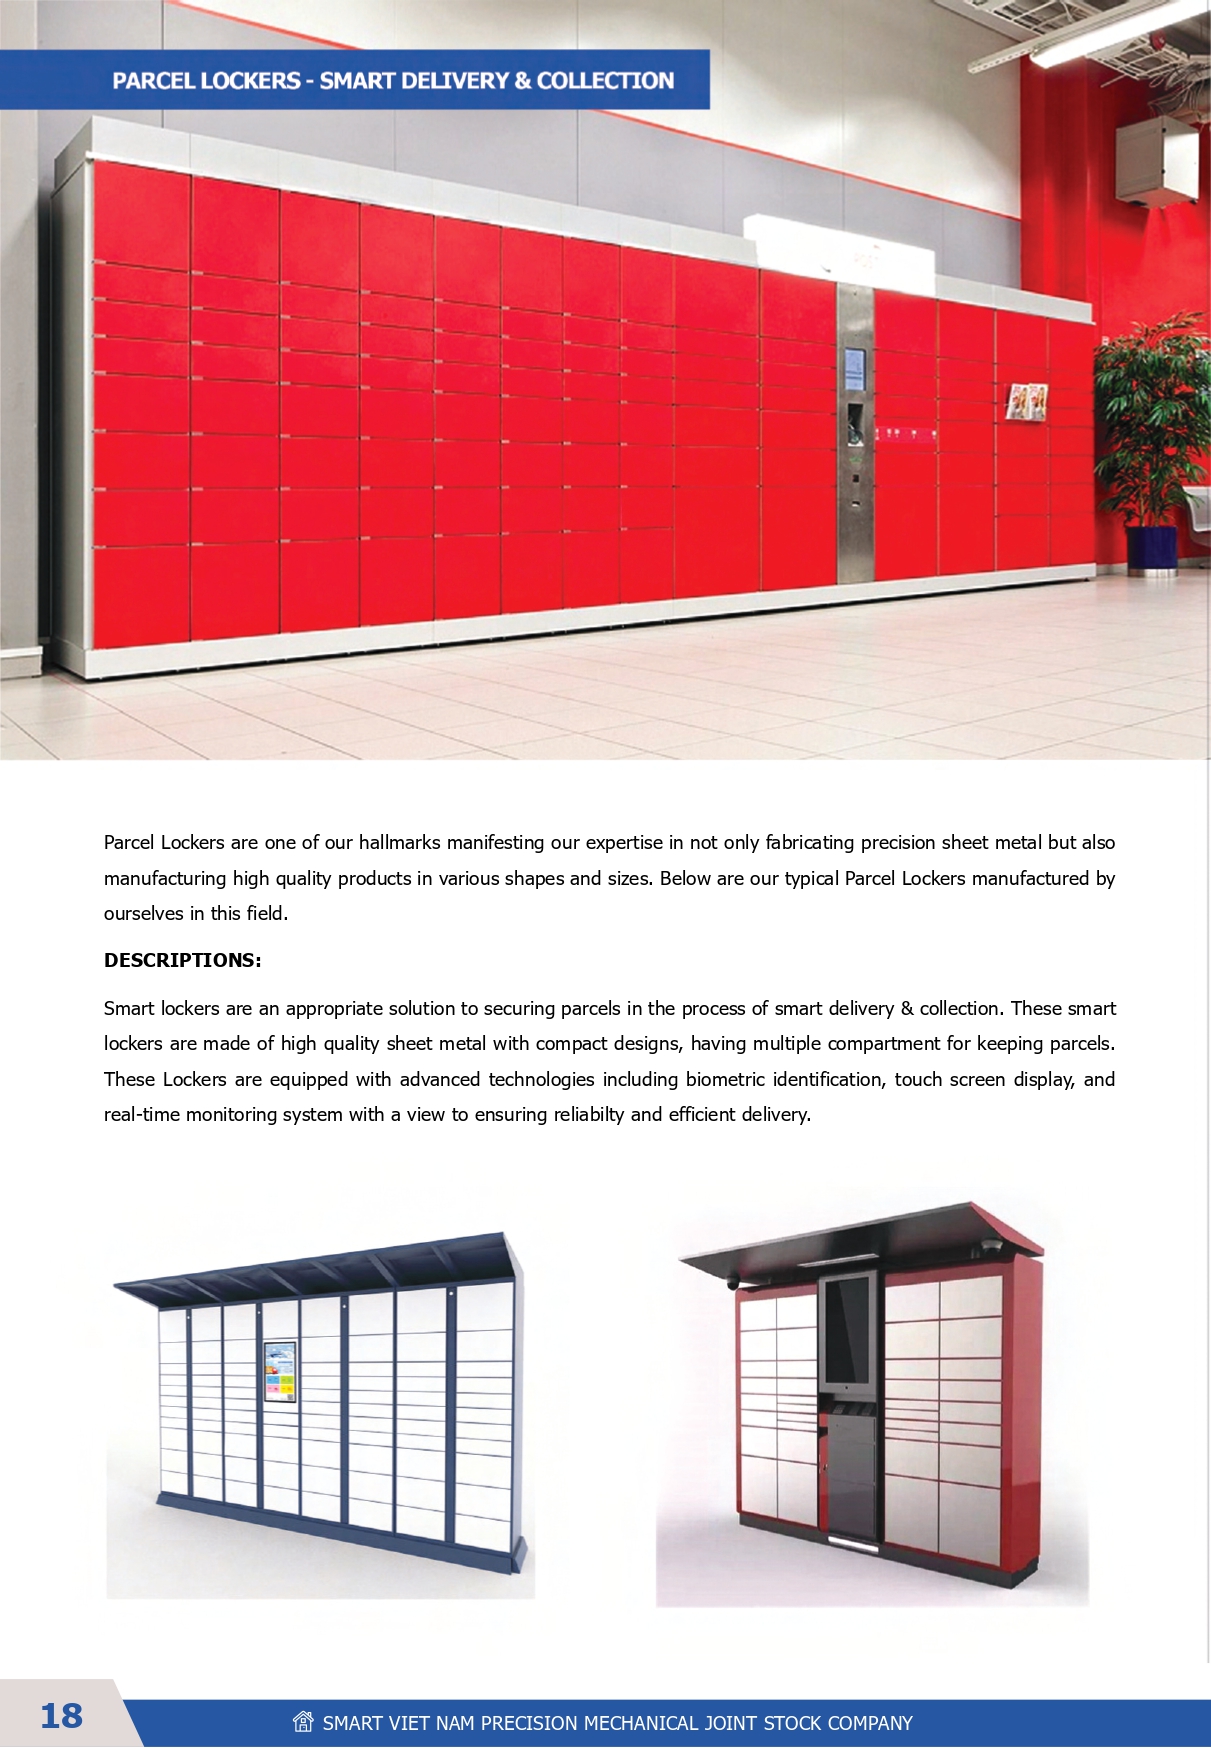 PARCEL LOCKERS - SMART DELIVERY & COLLECTION
POST
Parcel Lockers are one of our hallmarks manifesting our expertise in not only fabricating precision sheet metal but also
manufacturing high quality products in various shapes and sizes. Below are our typical Parcel Lockers manufactured by
ourselves in this field.
DESCRIPTIONS:
Smart lockers are an appropriate solution to securing parcels in the process of smart delivery & collection. These smart
lockers are made of high quality sheet metal with compact designs, having multiple compartment for keeping parcels.
These Lockers are equipped with advanced technologies including biometric identification, touch screen display, and
real-time monitoring system with a view to ensuring reliabilty and efficient delivery.
18
SMART VIET NAM PRECISION MECHANICAL JOINT STOCK COMPANY